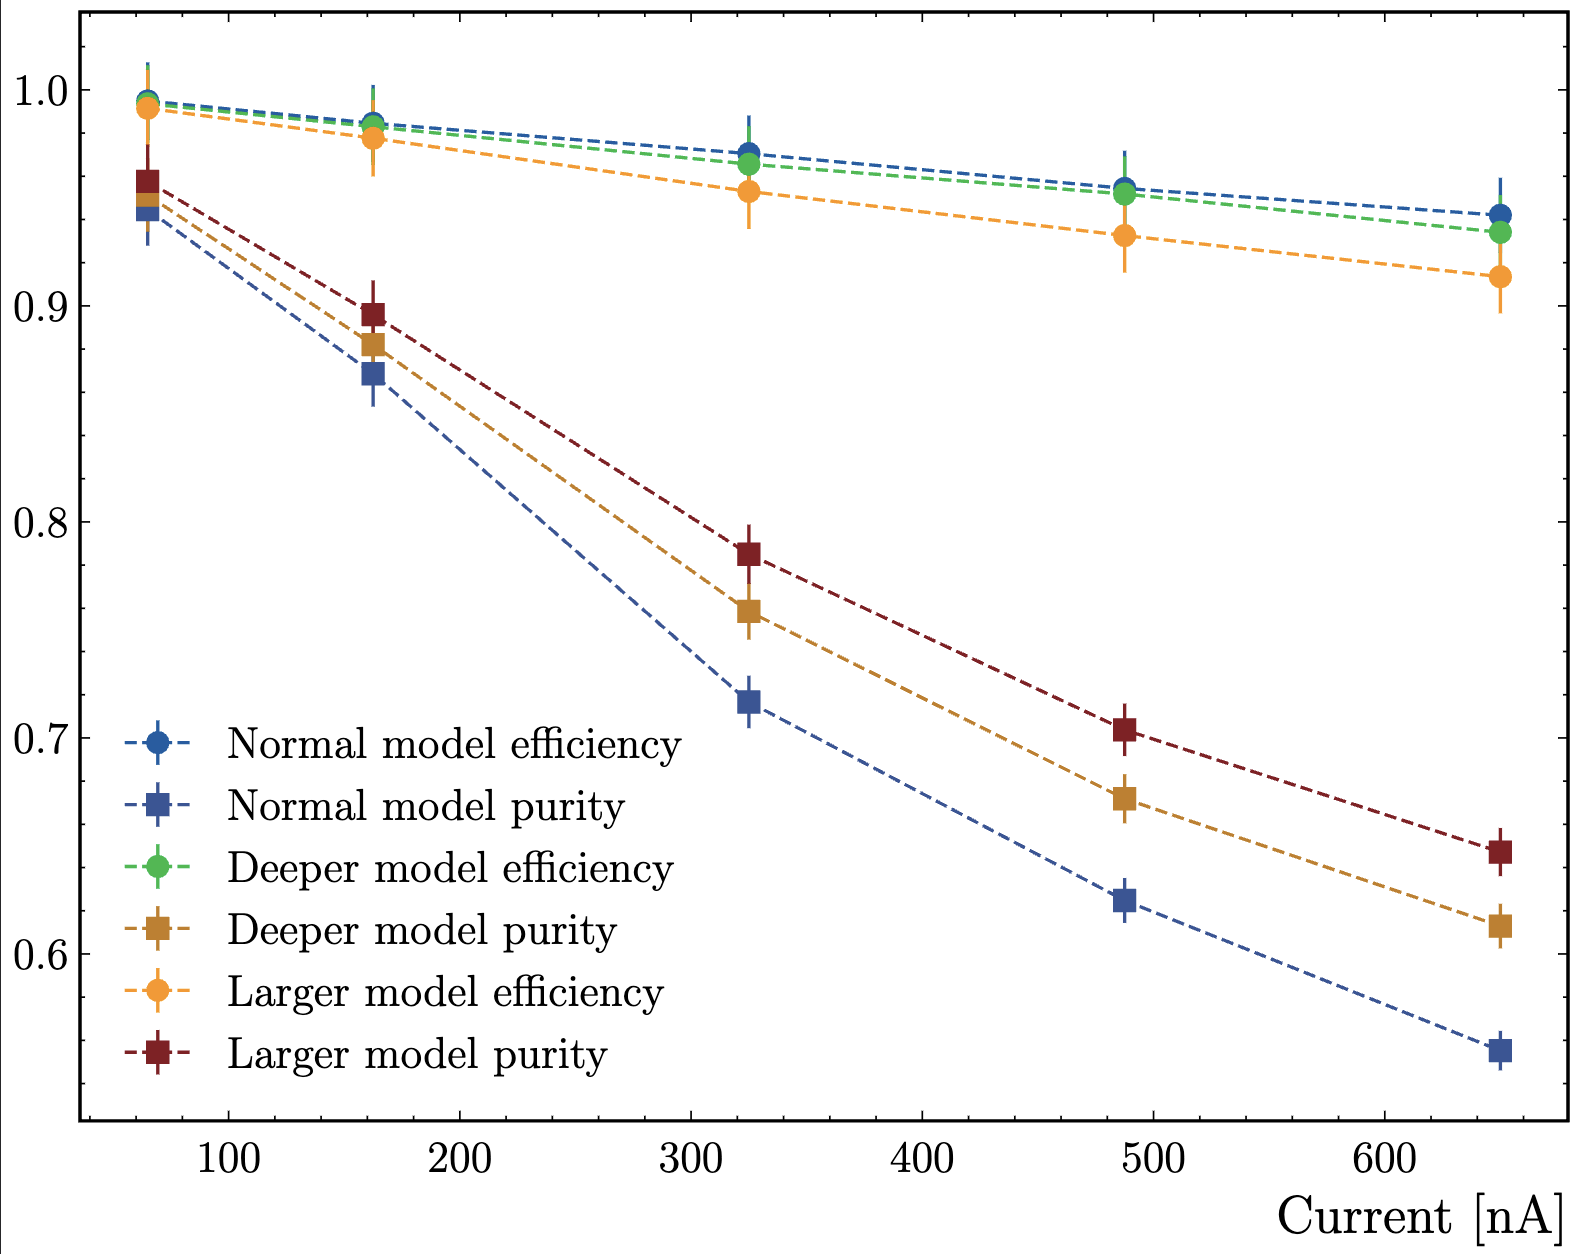 1.0
0.9
0.8
0.7
0.6
Normal model efficiency
Normal model purity
Deeper model efficiency
Deeper model purity
Larger model efficiency
Larger model purity
100 200 300 400 500 600
Current [nA]